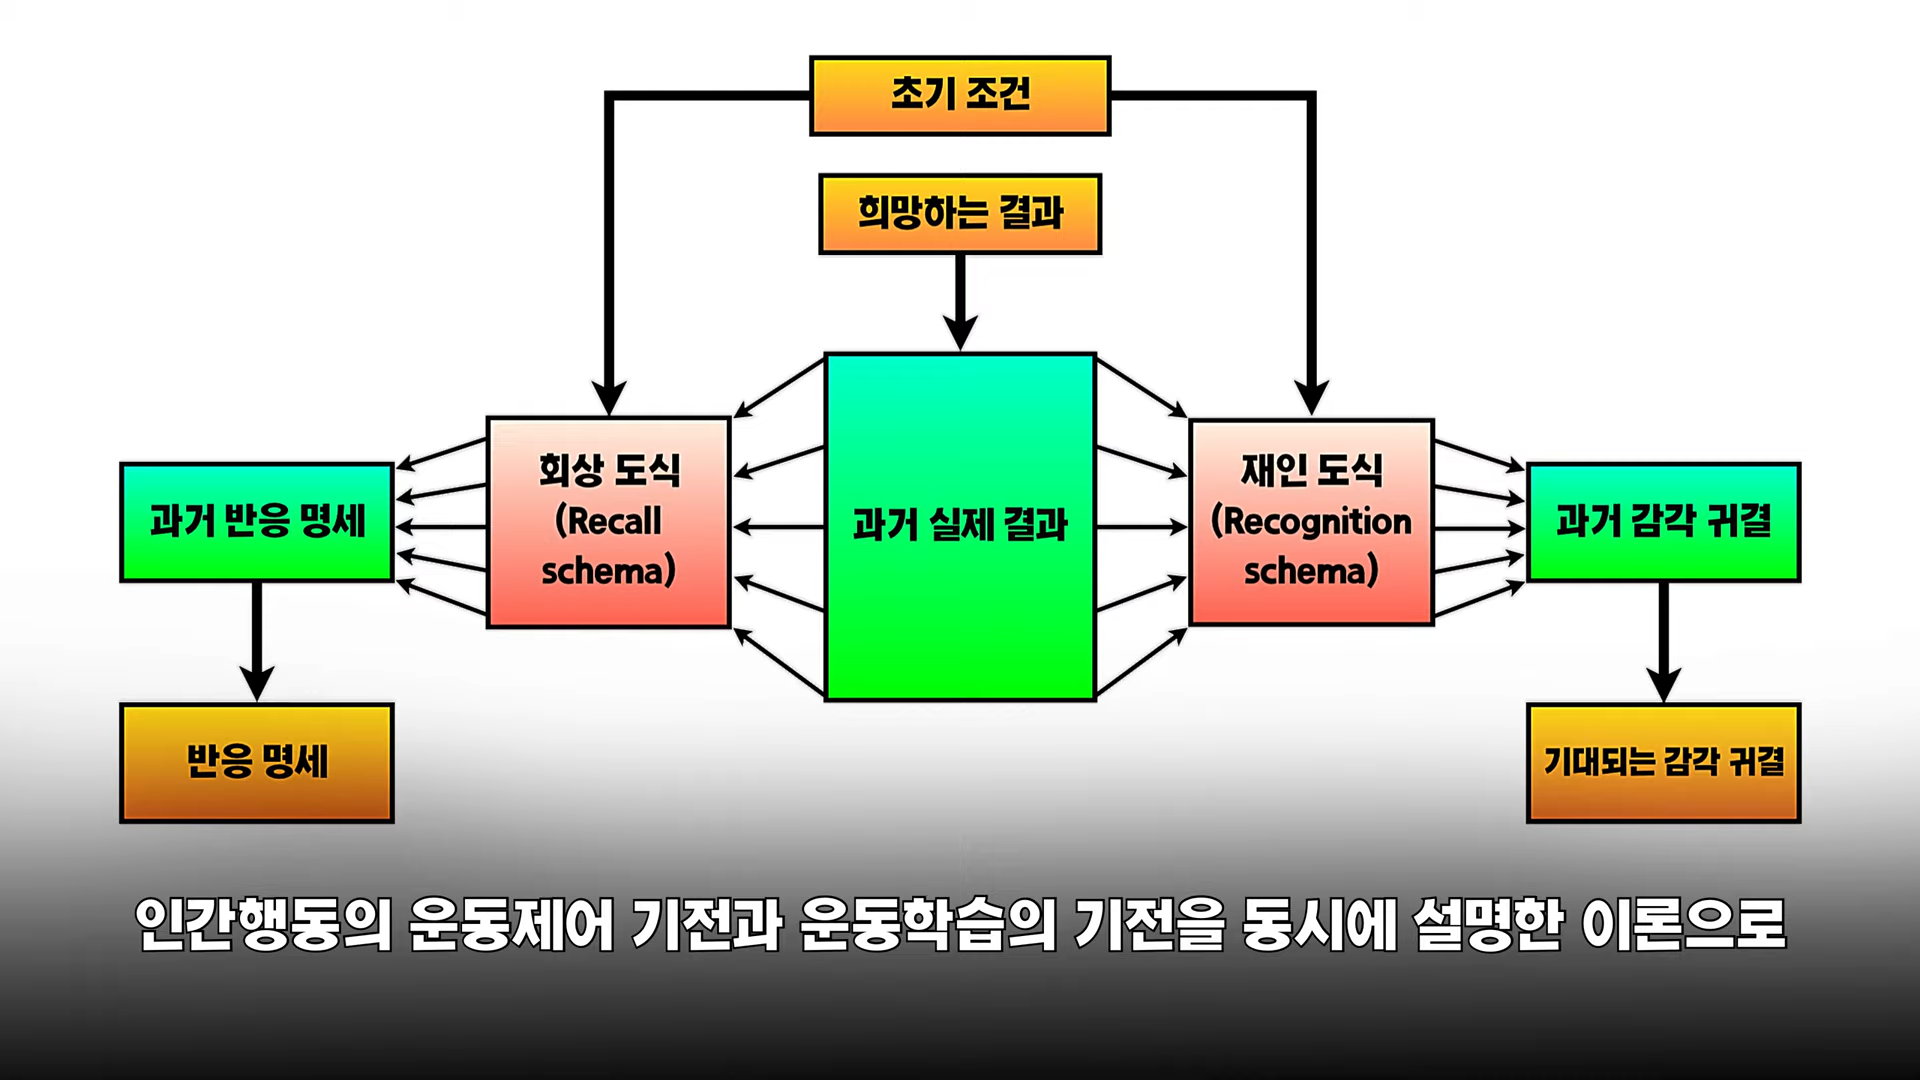 초기 조건
희망하는 결과
과거 반응 명세
회상 도식
(Recall
schema)
과거 실제 결과
재인 도식
(Recognition
schema)
과거 감각 귀결
반응 명세
기대되는 감각 귀결
인간행동의 운동제어 기전과 운동학습의 기전을 동시에 설명한 이론으로